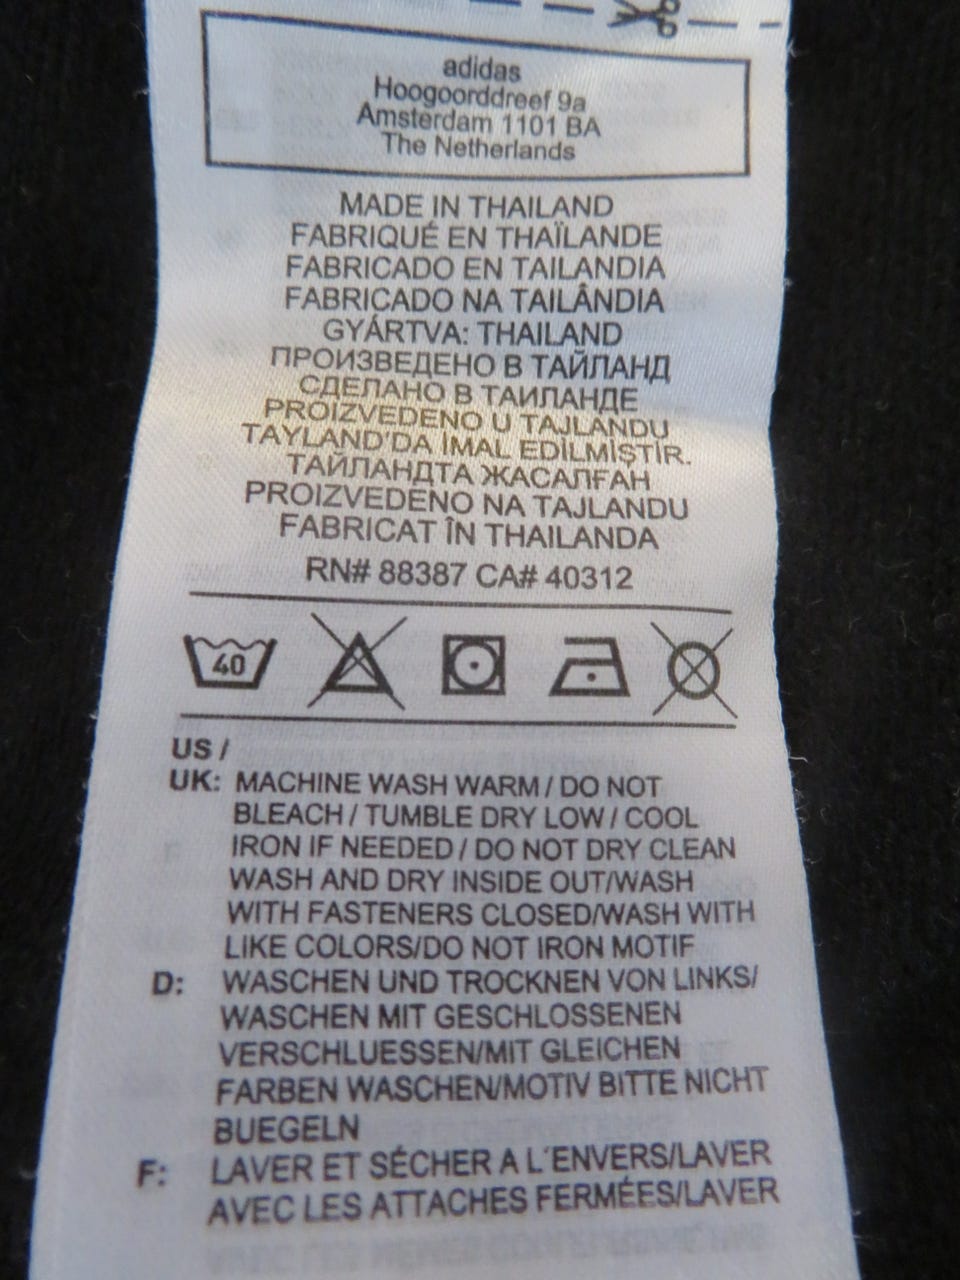 adidas
Hoogoorddreef 9a
Amsterdam 1101 BA
The Netherlands
MADE IN THAILAND
FABRIQUÉ EN THAÏLANDE
FABRICADO EN TAILANDIA
FABRICADO NA TAILÂNDIA
GYÁRTVA: THAILAND
ПРОИЗВЕДЕНО В ТАЙЛАНД
СДЕЛАНО В ТАИЛАНДЕ
PROIZVEDENO U TAJLANDU
TAYLAND'DA İMAL EDİLMİŞTİR.
ТАЙЛАНДТА ЖАСАЛҒАН
PROIZVEDENO NA TAJLANDU
FABRICAT ÎN THAILANDA
RN# 88387 CA# 40312
40
US /
UK: MACHINE WASH WARM / DO NOT
BLEACH / TUMBLE DRY LOW / COOL
IRON IF NEEDED / DO NOT DRY CLEAN
WASH AND DRY INSIDE OUT/WASH
WITH FASTENERS CLOSED/WASH WITH
LIKE COLORS/DO NOT IRON MOTIF
D: WASCHEN UND TROCKNEN VON LINKS/
WASCHEN MIT GESCHLOSSENEN
VERSCHLUESSEN/MIT GLEICHEN
FARBEN WASCHEN/MOTIV BITTE NICHT
BUEGELN
F: LAVER ET SÉCHER A L´ENVERS/LAVER
AVEC LES ATTACHES FERMÉES/LAVER